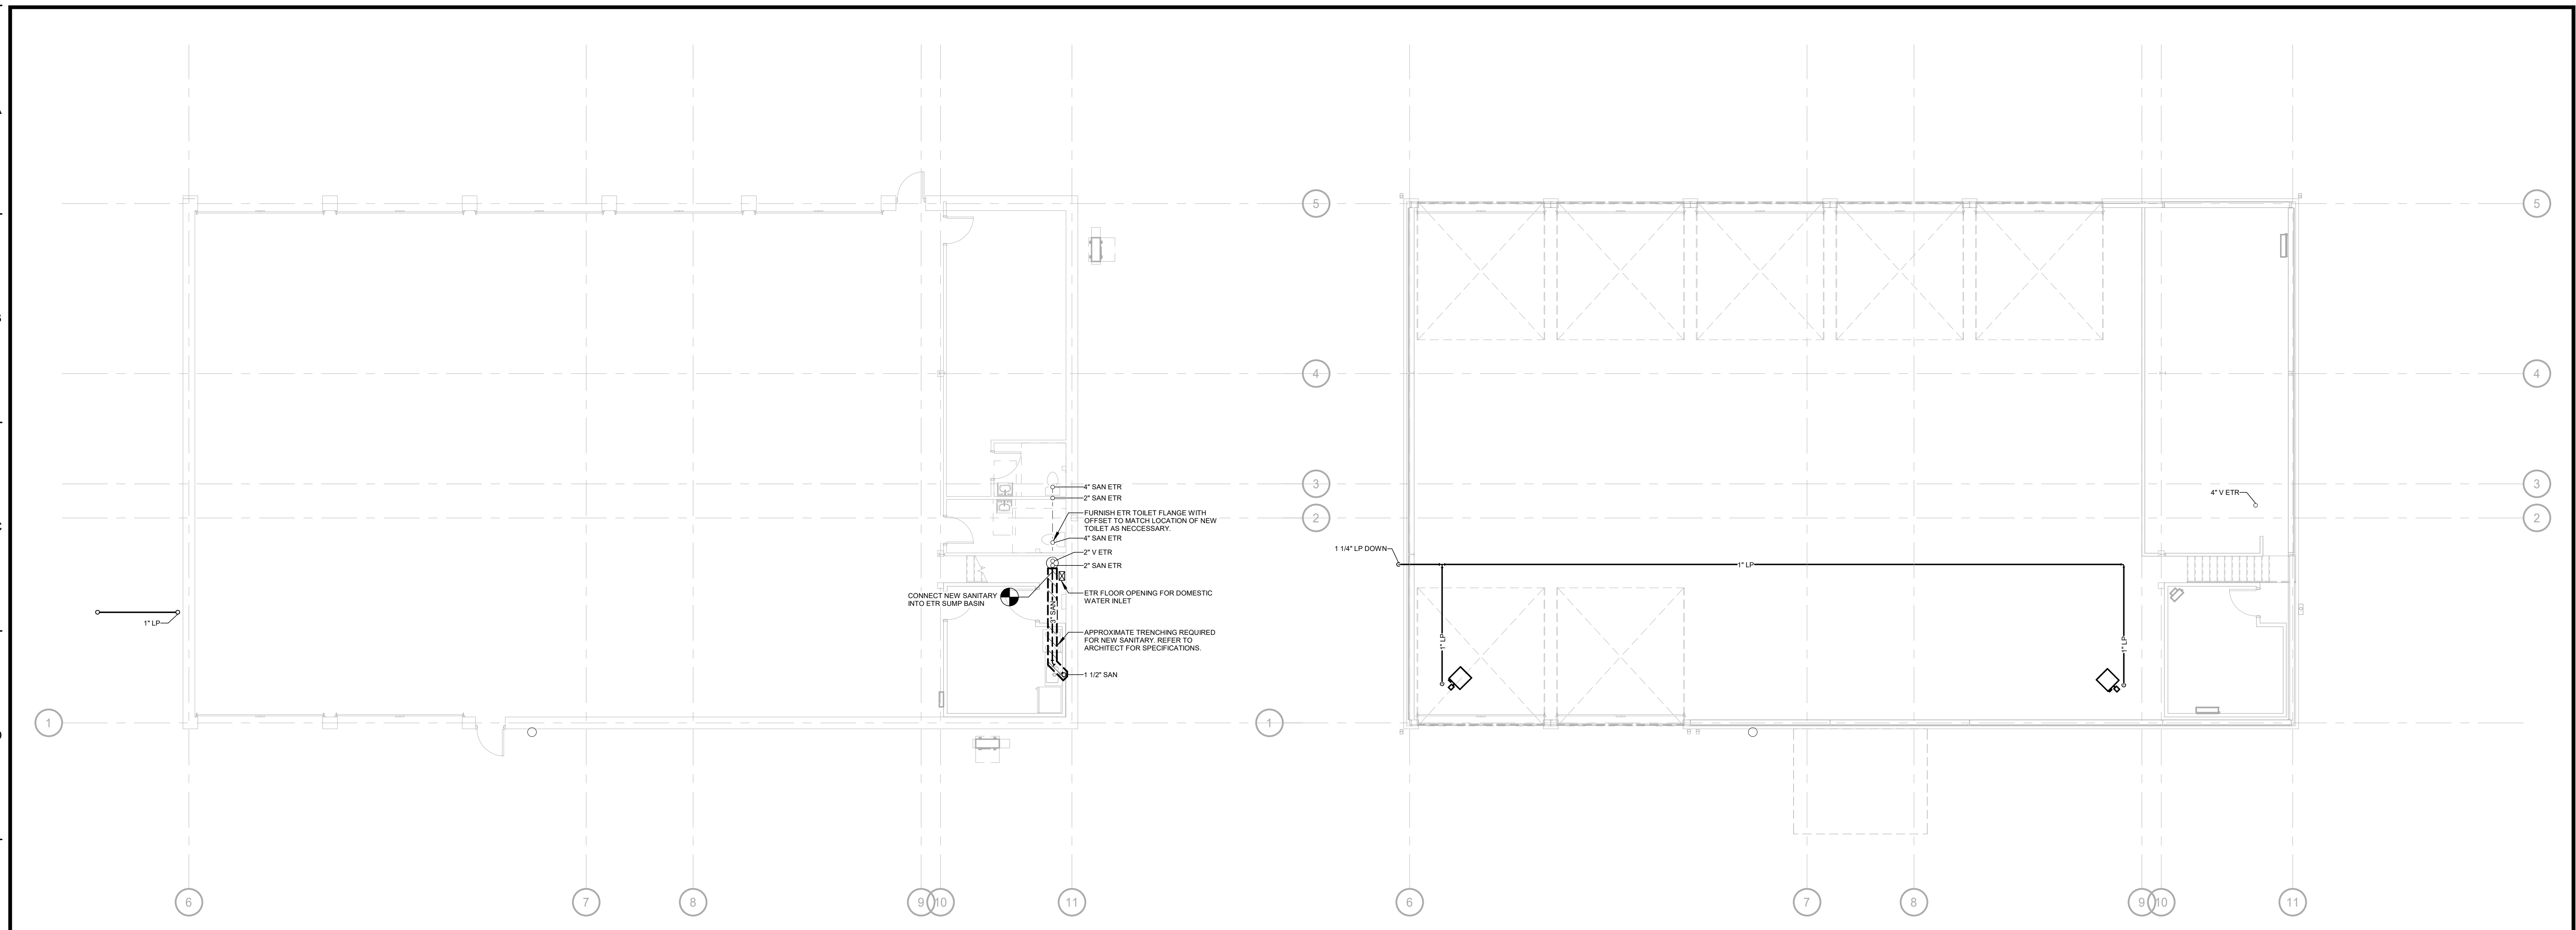 5
4
3
2
1
4" SAN ETR
2" SAN ETR
FURNISH ETR TOILET FLANGE WITH
OFFSET TO MATCH LOCATION OF NEW
TOILET AS NECCESSARY.
4" SAN ETR
2" V ETR
2" SAN ETR
CONNECT NEW SANITARY
INTO ETR SUMP BASIN
ETR FLOOR OPENING FOR DOMESTIC
WATER INLET
3" SAN
APPROXIMATE TRENCHING REQUIRED
FOR NEW SANITARY. REFER TO
ARCHITECT FOR SPECIFICATIONS.
1 1/2" SAN
1" LP
6
7
8
9
10
11
5
4
3
2
1
4" V ETR
1 1/4" LP DOWN
1" LP
1" LP
1" LP
6
7
8
9
10
11